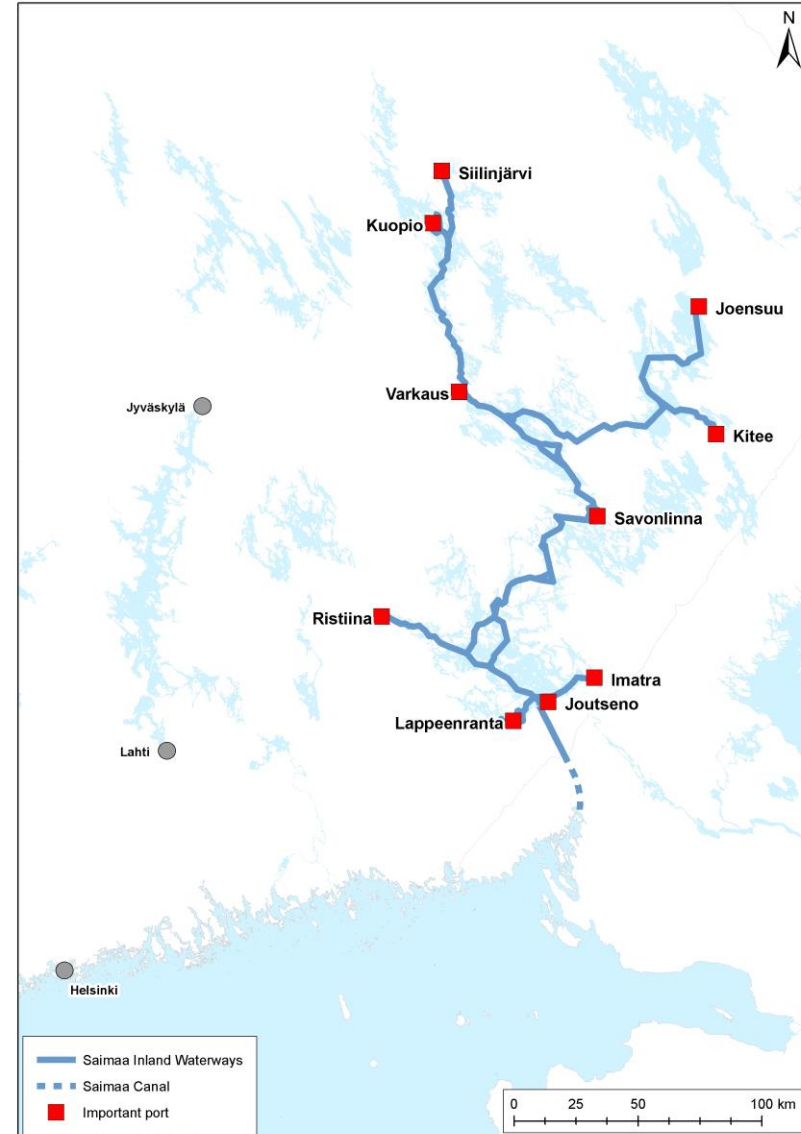 N
Siilinjärvi
Kuopio
Joensuu
Varkaus
Jyväskylä
Kitee
Savonlinna
Ristiina
Imatra
Joutseno
Lappeenranta
Lahti
Helsinki
Saimaa Inland Waterways
Saimaa Canal
Important port
0 25 50 100 km